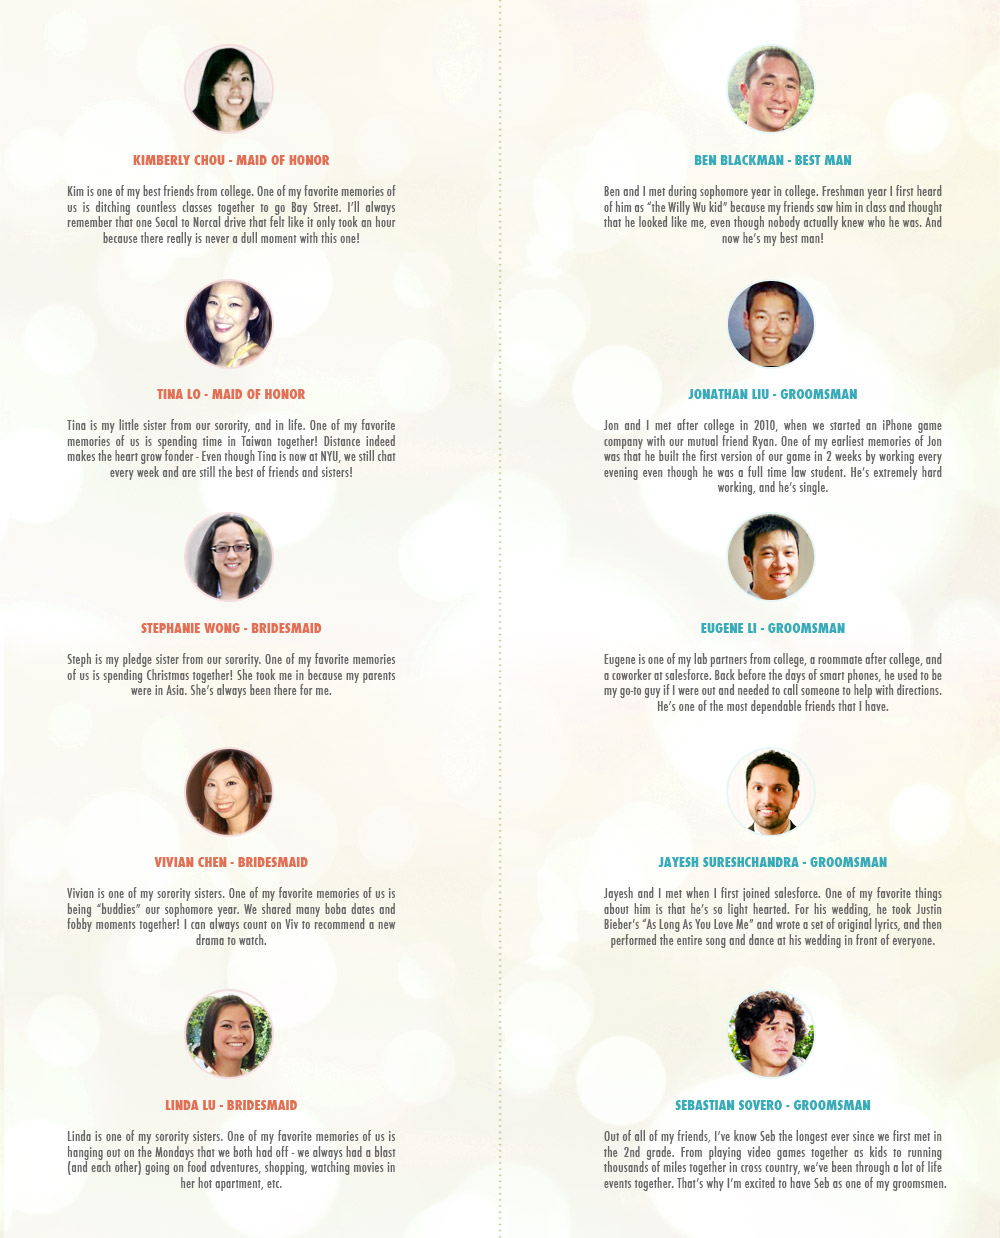 KIMBERLY CHOU - MAID OF HONOR
Kim is one of my best friends from college. One of my favorite memories of
us is ditching countless classes together to go Bay Street. I'll always
remember that one Socal to Norcal drive that felt like it only took an hour
because there really is never a dull moment with this one!
TINA LO - MAID OF HONOR
Tina is my little sister from our sorority, and in life. One of my favorite
memories of us is spending time in Taiwan together! Distance indeed
makes the heart grow fonder - Even though Tina is now at NYU, we still chat
every week and are still the best of friends and sisters!
STEPHANIE WONG - BRIDESMAID
Steph is my pledge sister from our sorority. One of my favorite memories
of us is spending Christmas together! She took me in because my parents
were in Asia. She's always been there for me.
VIVIAN CHEN - BRIDESMAID
Vivian is one of my sorority sisters. One of my favorite memories of us is
being “buddies” our sophomore year. We shared many boba dates and
fobby moments together! I can always count on Viv to recommend a new
drama to watch.
LINDA LU - BRIDESMAID
Linda is one of my sorority sisters. One of my favorite memories of us is
hanging out on the Mondays that we both had off - we always had a blast
(and each other) going on food adventures, shopping, watching movies in
her hot apartment, etc.
BEN BLACKMAN - BEST MAN
Ben and I met during sophomore year in college. Freshman year I first heard
of him as “the Willy Wu kid” because my friends saw him in class and thought
that he looked like me, even though nobody actually knew who he was. And
now he's my best man!
JONATHAN LIU - GROOMSMAN
Jon and I met after college in 2010, when we started an iPhone game
company with our mutual friend Ryan. One of my earliest memories of Jon
was that he built the first version of our game in 2 weeks by working every
evening even though he was a full time law student. He's extremely hard
working, and he's single.
EUGENE LI - GROOMSMAN
Eugene is one of my lab partners from college, a roommate after college, and
a coworker at salesforce. Back before the days of smart phones, he used to be
my go-to guy if I were out and needed to call someone to help with directions.
He's one of the most dependable friends that I have.
JAYESH SURESHCHANDRA - GROOMSMAN
Jayesh and I met when I first joined salesforce. One of my favorite things
about him is that he's so light hearted. For his wedding, he took Justin
Bieber's “As Long As You Love Me” and wrote a set of original lyrics, and then
performed the entire song and dance at his wedding in front of everyone.
SEBASTIAN SOVERO - GROOMSMAN
Out of all of my friends, I've know Seb the longest ever since we first met in
the 2nd grade. From playing video games together as kids to running
thousands of miles together in cross country, we've been through a lot of life
events together. That's why I'm excited to have Seb as one of my groomsmen.